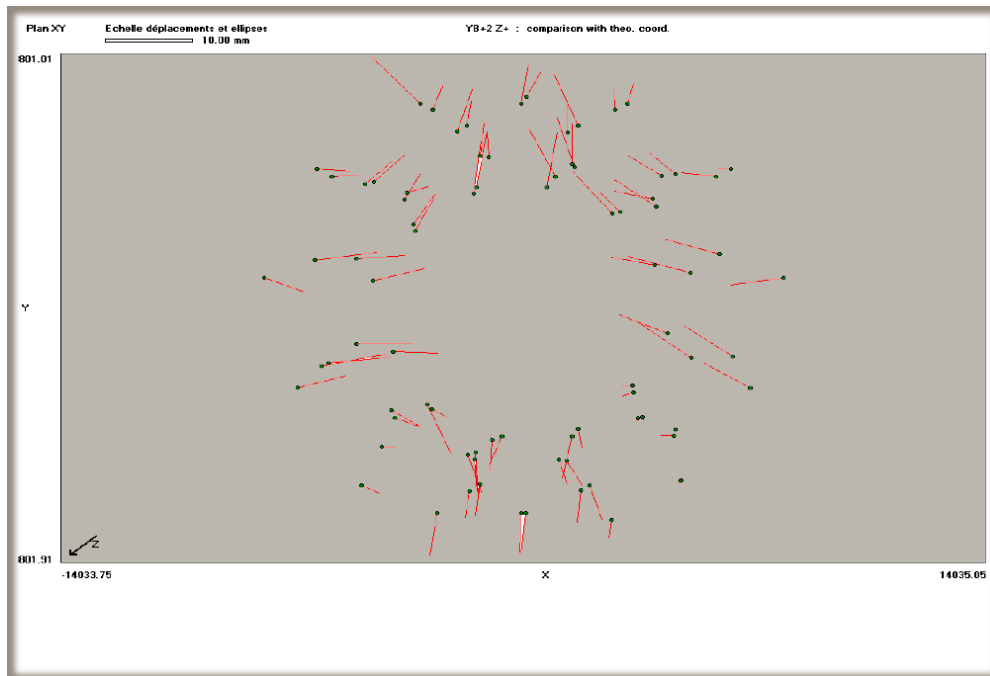 Plan XY Echelle déplacements et ellipses YB+2 Z+ : comparison with theo. coord.
10.00 mm
801.01
Y
Z
801.91
-14033.75 X 14035.05